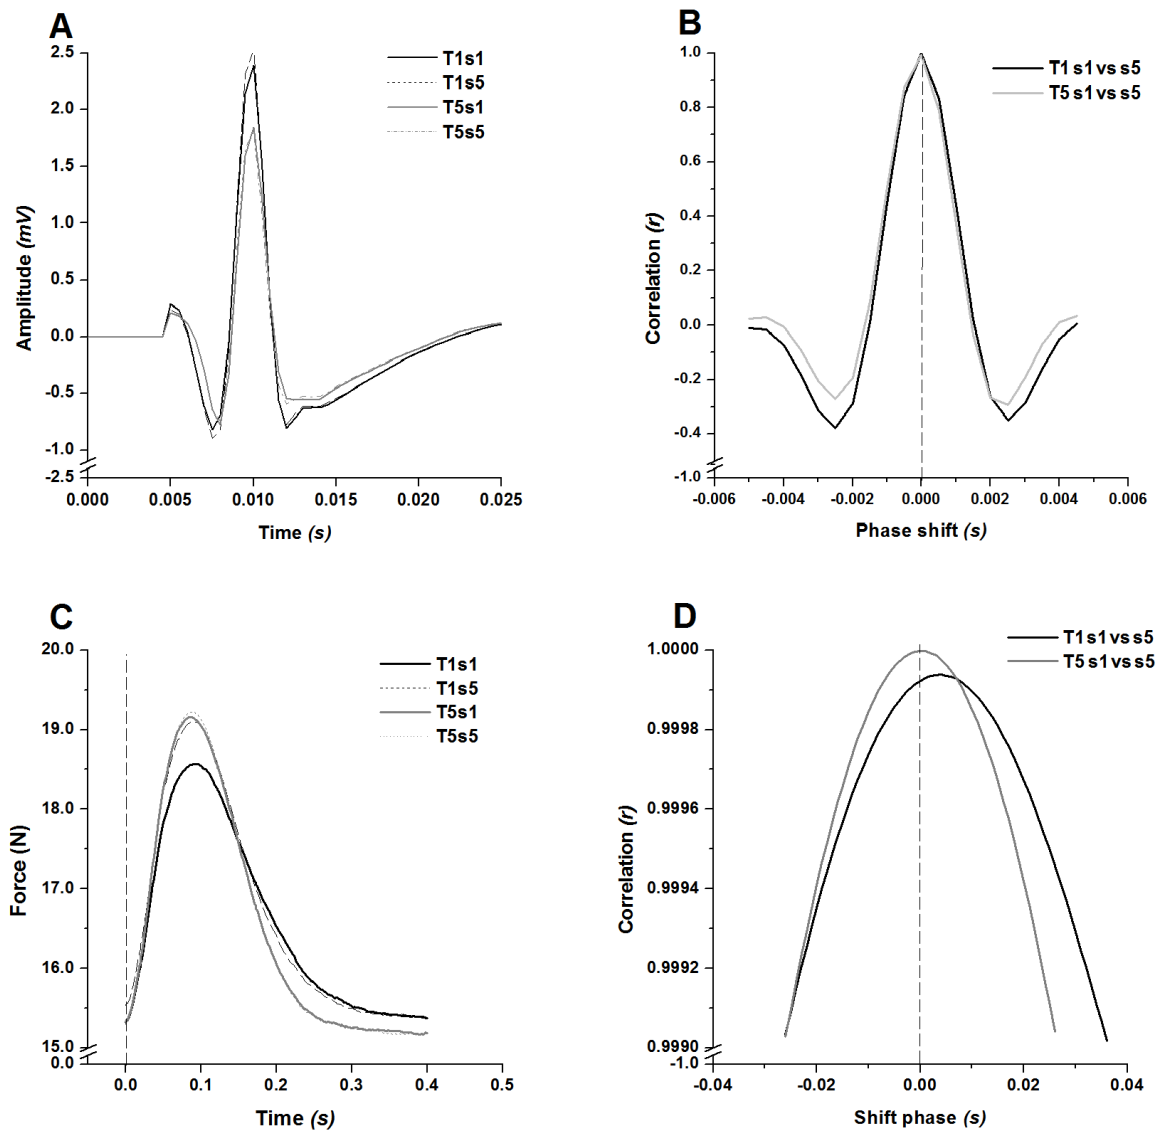 A
Amplitude (mV)
2.5
2.0
1.5
1.0
0.5
0.0
-0.5
-1.0
-2.5
0.000 0.005 0.010 0.015 0.020 0.025
Time (s)
T1s1
T1s5
T5s1
T5s5
B
Correlation (r)
1.0
0.8
0.6
0.4
0.2
0.0
-0.2
-0.4
-1.0
-0.006 -0.004 -0.002 0.000 0.002 0.004 0.006
Phase shift (s)
T1 s1 vs s5
T5 s1 vs s5
C
Force (N)
20.0
19.0
18.0
17.0
16.0
15.0
0.0
0.0 0.1 0.2 0.3 0.4 0.5
Time (s)
T1s1
T1s5
T5s1
T5s5
D
Correlation (r)
1.0000
0.9998
0.9996
0.9994
0.9992
0.9990
-1.0
-0.04 -0.02 0.00 0.02 0.04
Shift phase (s)
T1 s1 vs s5
T5 s1 vs s5